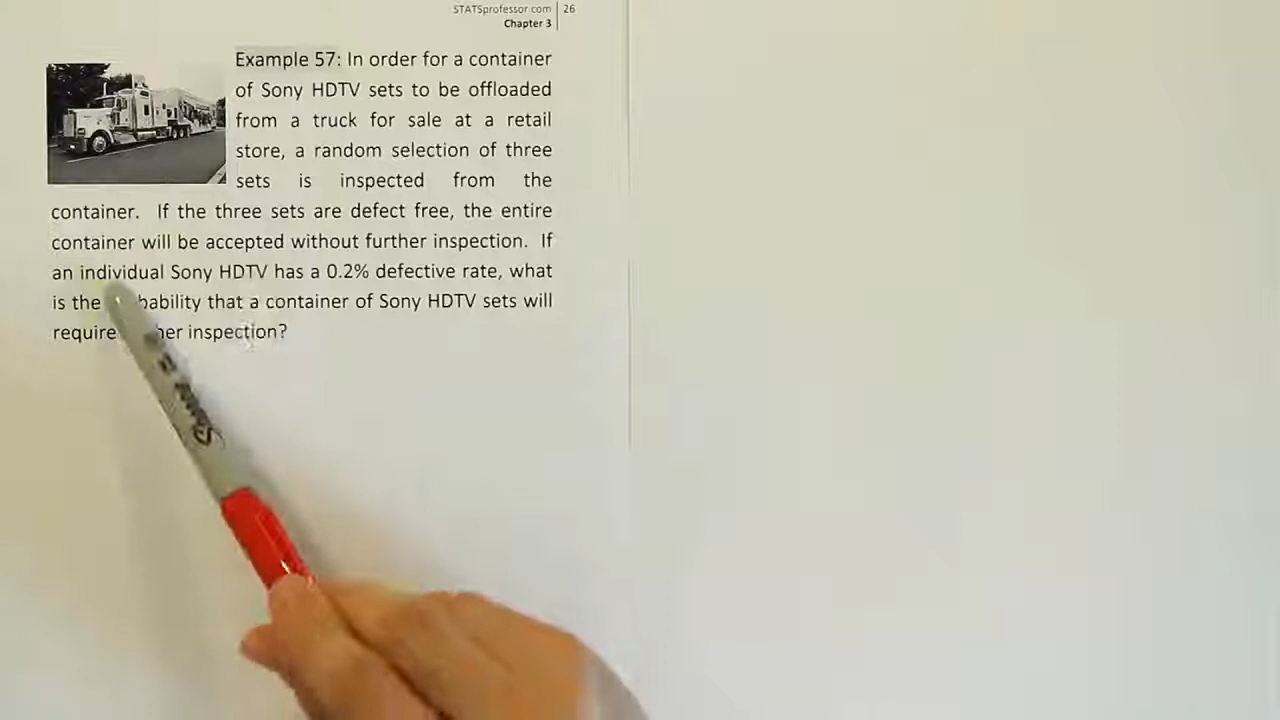 STATSprofessor.com 26
Chapter 3
Example 57: In order for a container
of Sony HDTV sets to be offloaded
from a truck for sale at a retail
store, a random selection of three
sets is inspected from the
container. If the three sets are defect free, the entire
container will be accepted without further inspection. If
an individual Sony HDTV has a 0.2% defective rate, what
is the bability that a container of Sony HDTV sets will
require her inspection?